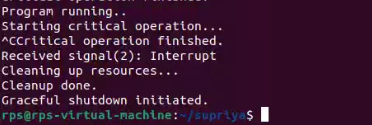 Program running..
Starting critical operation...
^CCritical operation finished.
Received signal(2): Interrupt
Cleaning up resources...
Cleanup done.
Graceful shutdown initiated.
rps@rps-virtual-machine:~/supriya$